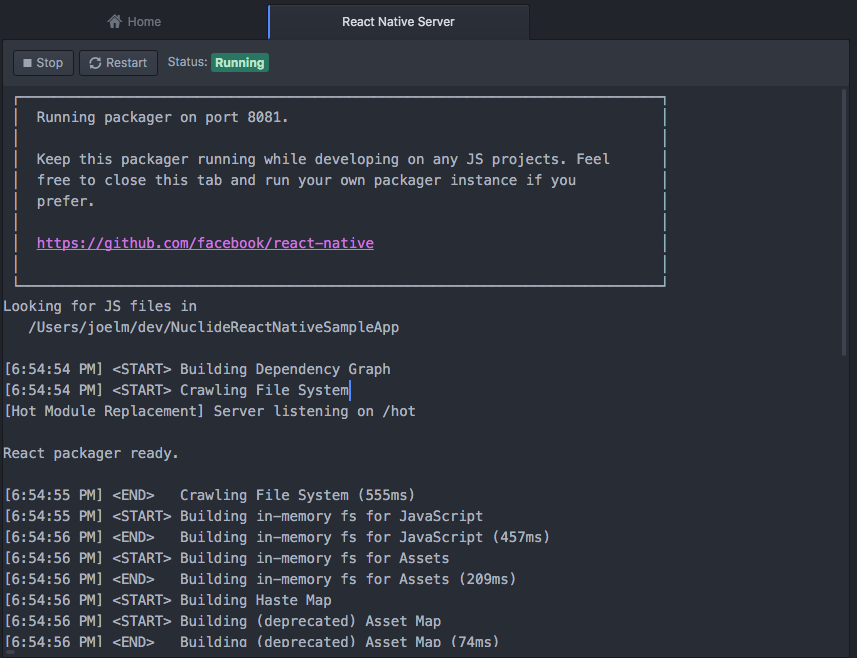 Home
React Native Server
Stop
Restart
Status: Running
Running packager on port 8081.
Keep this packager running while developing on any JS projects. Feel
free to close this tab and run your own packager instance if you
prefer.
https://github.com/facebook/react-native
Looking for JS files in
/Users/joelm/dev/NuclideReactNativeSampleApp
[6:54:54 PM] <START> Building Dependency Graph
[6:54:54 PM] <START> Crawling File System
[Hot Module Replacement] Server listening on /hot
React packager ready.
[6:54:55 PM] <END>   Crawling File System (555ms)
[6:54:55 PM] <START> Building in-memory fs for JavaScript
[6:54:56 PM] <END>   Building in-memory fs for JavaScript (457ms)
[6:54:56 PM] <START> Building in-memory fs for Assets
[6:54:56 PM] <END>   Building in-memory fs for Assets (209ms)
[6:54:56 PM] <START> Building Haste Map
[6:54:56 PM] <START> Building (deprecated) Asset Map
[6:54:56 PM] <END>   Building (deprecated) Asset Map (74ms)